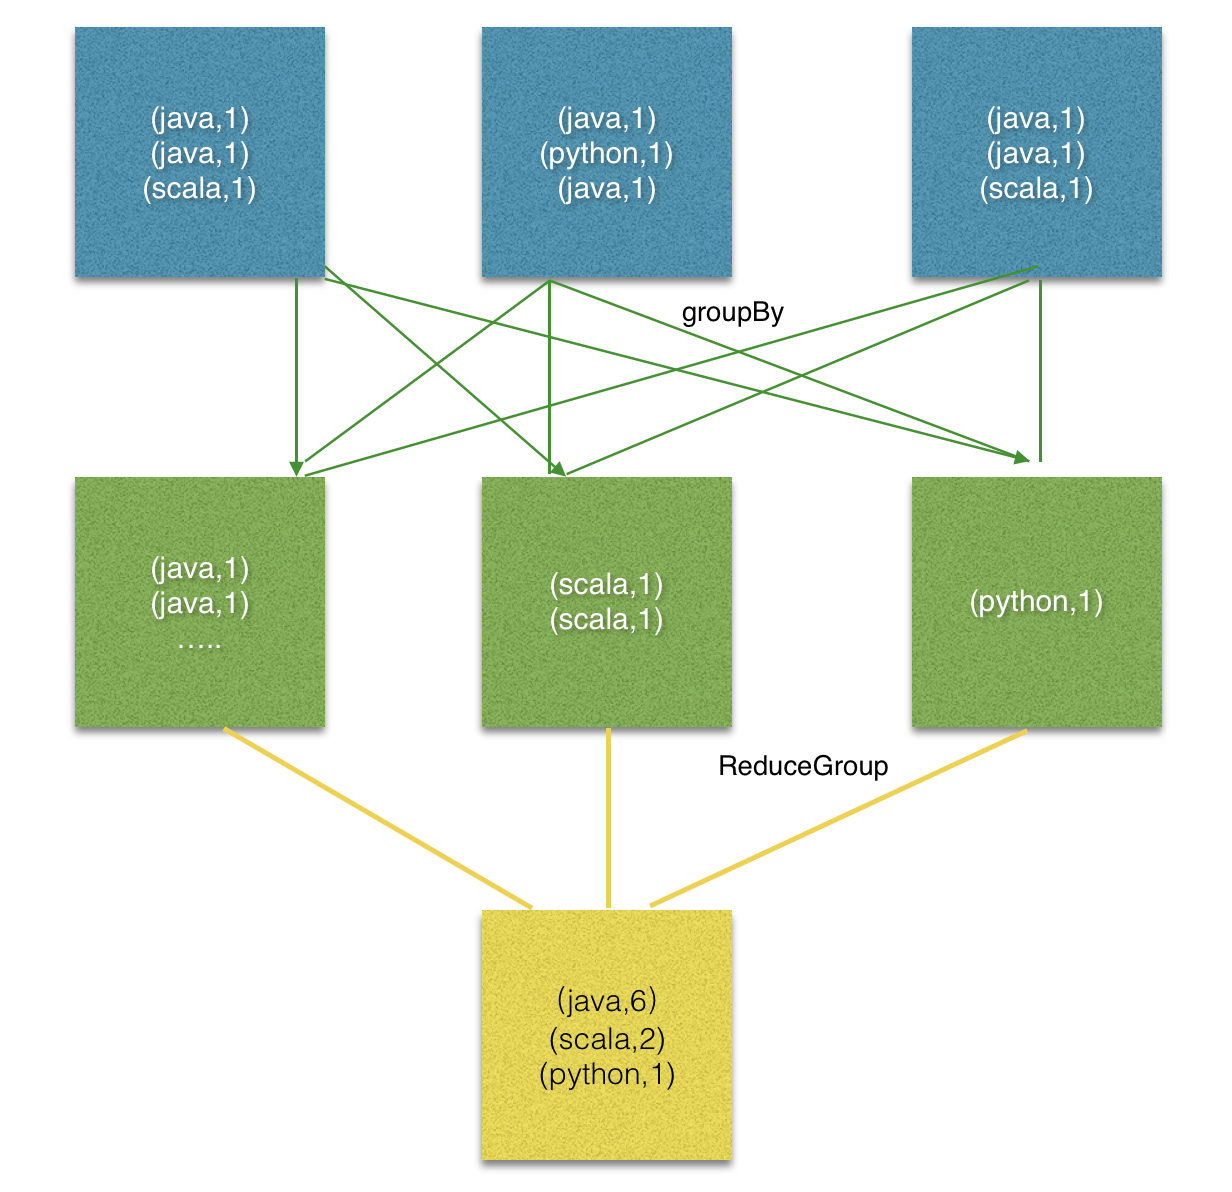 (java,1)
(java,1)
(scala,1)
(java,1)
(python,1)
(java,1)
(java,1)
(java,1)
(scala,1)
groupBy
(java,1)
(java,1)
…..
(scala,1)
(scala,1)
(python,1)
ReduceGroup
(java,6)
(scala,2)
(python,1)